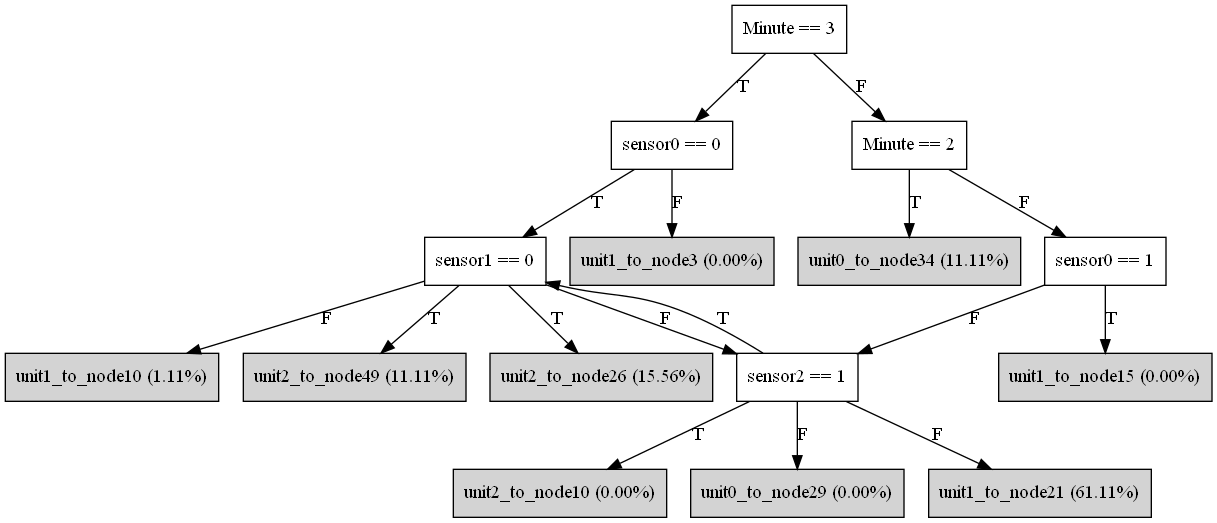 Minute == 3
T
F
sensor0 == 0
Minute == 2
T
F
T
F
sensor1 == 0
unit1_to_node3 (0.00%)
unit0_to_node34 (11.11%)
sensor0 == 1
F
T
T
F
T
F
T
unit1_to_node10 (1.11%)
unit2_to_node49 (11.11%)
unit2_to_node26 (15.56%)
sensor2 == 1
unit1_to_node15 (0.00%)
T
F
F
unit2_to_node10 (0.00%)
unit0_to_node29 (0.00%)
unit1_to_node21 (61.11%)